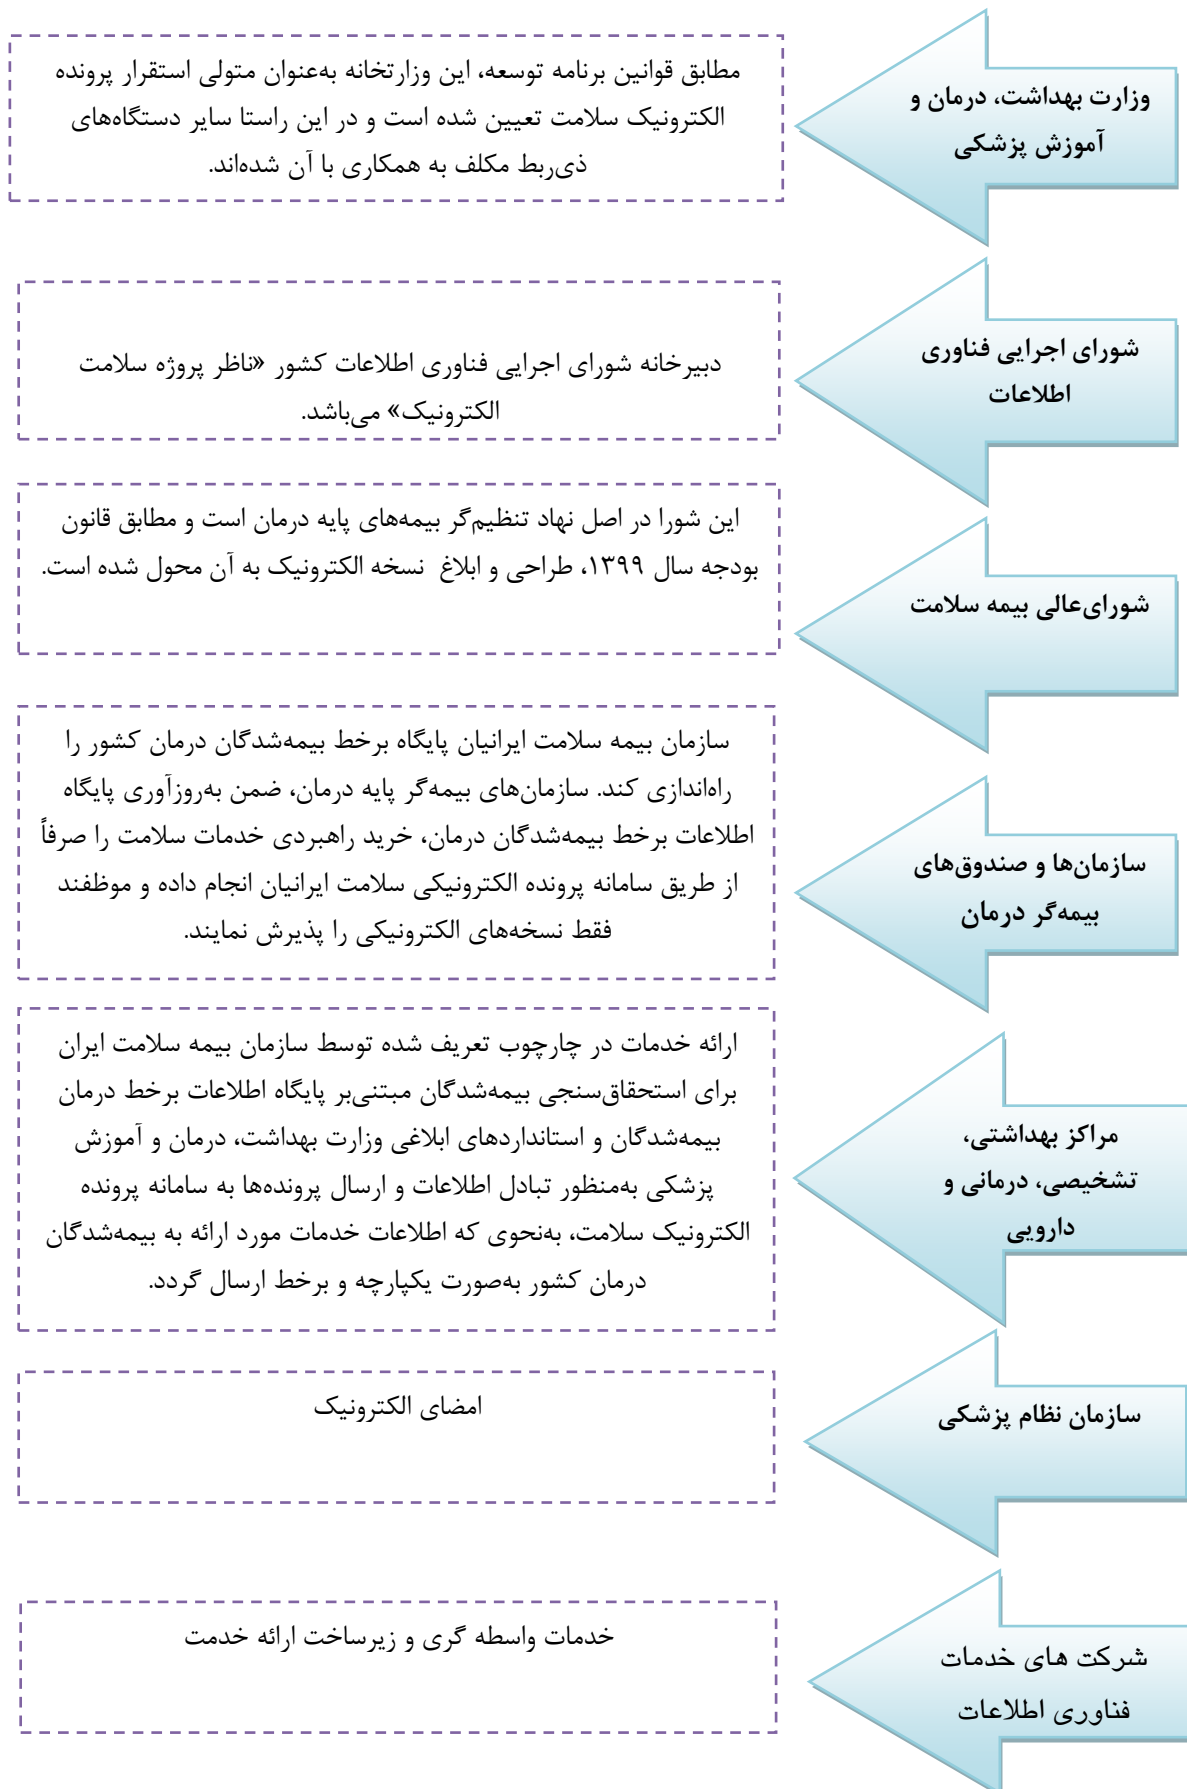 وزارت بهداشت، درمان و
آموزش پزشکی
مطابق قوانین برنامه توسعه، این وزارتخانه به‌عنوان متولی استقرار پرونده
الکترونیک سلامت تعیین شده است و در این راستا سایر دستگاه‌های
ذی‌ربط مکلف به همکاری با آن شده‌اند.
شورای اجرایی فناوری
اطلاعات
دبیرخانه شورای اجرایی فناوری اطلاعات کشور «ناظر پروژه سلامت
الکترونیک» می‌باشد.
شورای‌عالی بیمه سلامت
این شورا در اصل نهاد تنظیم‌گر بیمه‌های پایه درمان است و مطابق قانون
بودجه سال ۱۳۹۹، طراحی و ابلاغ نسخه الکترونیک به آن محول شده است.
سازمان‌ها و صندوق‌های
بیمه‌گر درمان
سازمان بیمه سلامت ایرانیان پایگاه برخط بیمه‌شدگان درمان کشور را
راه‌اندازی کند. سازمان‌های بیمه‌گر پایه درمان، ضمن به‌روزآوری پایگاه
اطلاعات برخط بیمه‌شدگان درمان، خرید راهبردی خدمات سلامت را صرفاً
از طریق سامانه پرونده الکترونیکی سلامت ایرانیان انجام داده و موظفند
فقط نسخه‌های الکترونیکی را پذیرش نمایند.
مراکز بهداشتی،
تشخیصی، درمانی و
دارویی
ارائه خدمات در چارچوب تعریف شده توسط سازمان بیمه سلامت ایران
برای استحقاق‌سنجی بیمه‌شدگان مبتنی‌بر پایگاه اطلاعات برخط درمان
بیمه‌شدگان و استانداردهای ابلاغی وزارت بهداشت، درمان و آموزش
پزشکی به‌منظور تبادل اطلاعات و ارسال پرونده‌ها به سامانه پرونده
الکترونیک سلامت، به‌نحوی که اطلاعات خدمات مورد ارائه به بیمه‌شدگان
درمان کشور به‌صورت یکپارچه و برخط ارسال گردد.
سازمان نظام پزشکی
امضای الکترونیک
شرکت های خدمات
فناوری اطلاعات
خدمات واسطه گری و زیرساخت ارائه خدمت